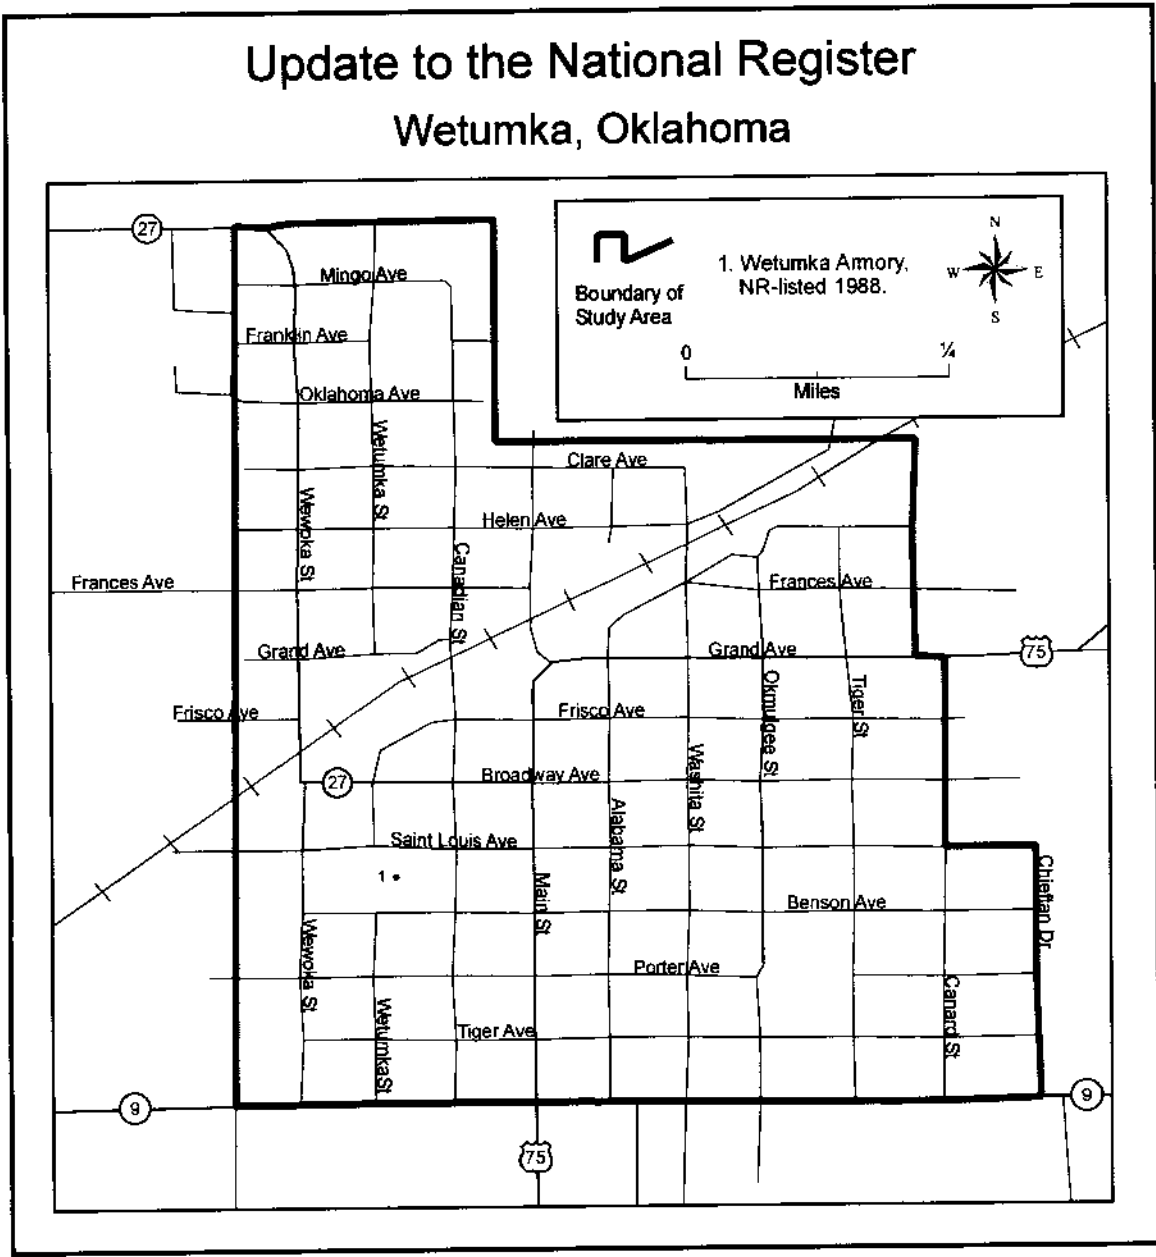 Update to the National Register
Wetumka, Oklahoma
27
N
W
E
S
Boundary of
Study Area
1. Wetumka Armory,
NR-listed 1988.
0
¼
Miles
Mingo Ave
Franklin Ave
Oklahoma Ave
Wetumka St
Clare Ave
Wewoka St
Helen Ave
Canadian St
Frances Ave
Frances Ave
Grand Ave
Grand Ave
75
Frisco Ave
Frisco Ave
Okmulgee St
Tiger St
27
Broadway Ave
Washita St
Alabama St
Saint Louis Ave
1
Main St
Benson Ave
Chieftan Dr
Wewoka St
Porter Ave
Wetumka St
Tiger Ave
Canard St
9
9
75